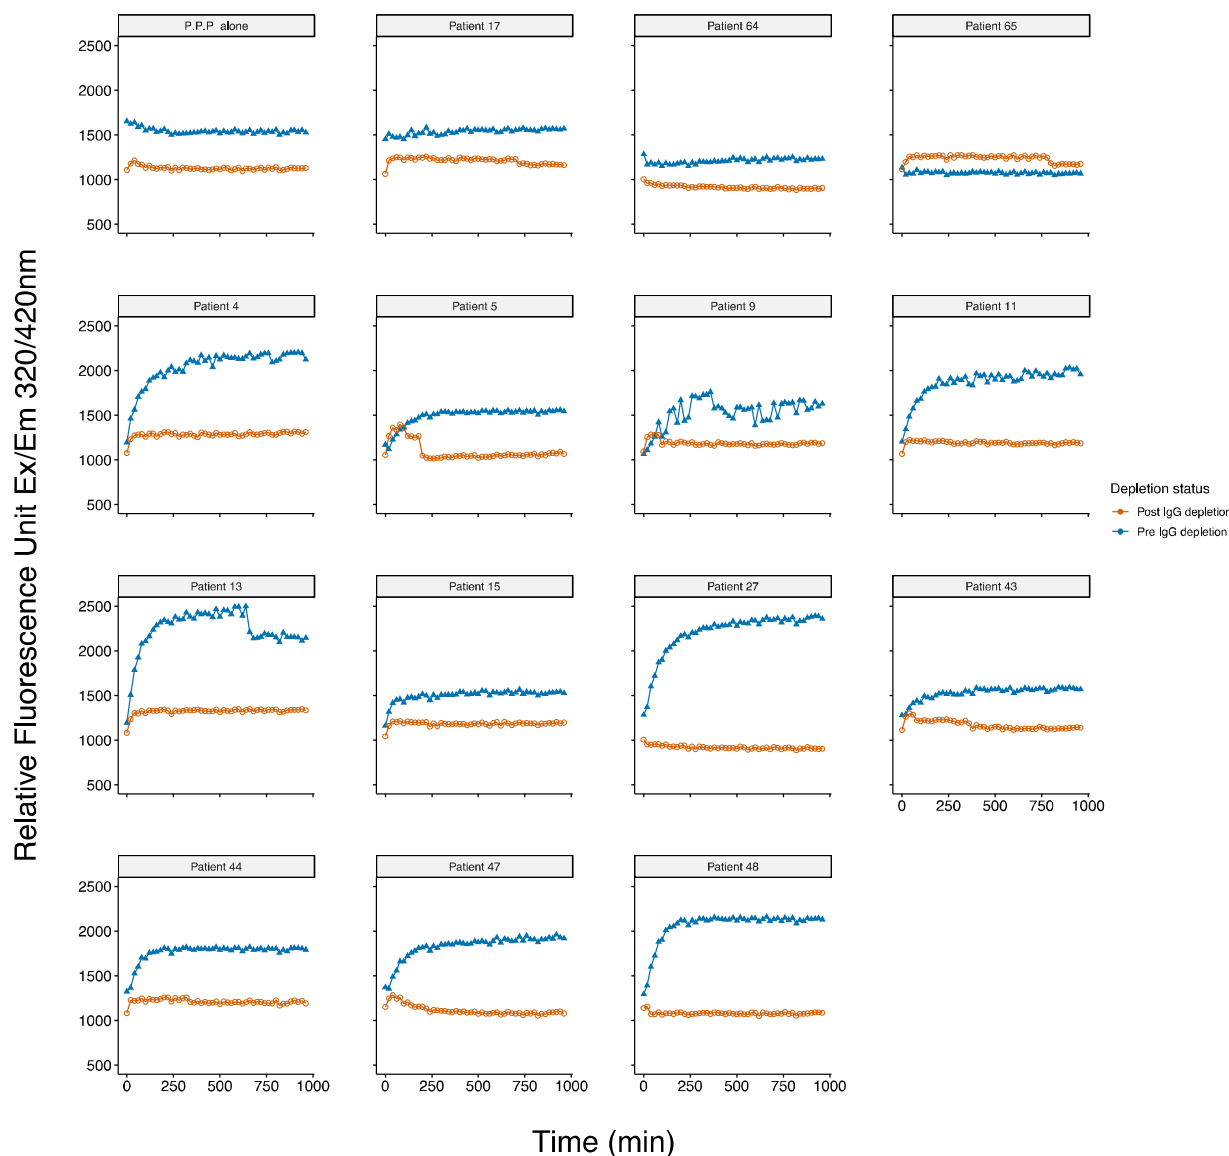 P.P.P alone
Patient 17
Patient 64
Patient 65
2500
2000
1500
1000
500
Patient 4
Patient 5
Patient 9
Patient 11
2500
2000
1500
1000
500
Relative Fluorescence Unit Ex/Em 320/420nm
Depletion status
Post IgG depletior
Pre IgG depletion
Patient 13
Patient 15
Patient 27
Patient 43
2500
2000
1500
1000
500
0 250 500 750 1000
Patient 44
Patient 47
Patient 48
2500
2000
1500
1000
500
0 250 500 750 1000
0 250 500 750 1000
0 250 500 750 1000
Time (min)